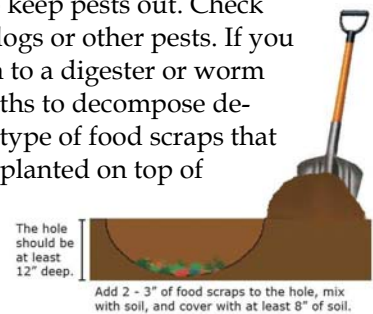 keep pests out. Check
logs or other pests. If you
to a digester or worm
ths to decompose de-
type of food scraps that
planted on top of
The hole
should be
at least
12” deep.
Add 2 - 3” of food scraps to the hole, mix
with soil, and cover with at least 8” of soil.